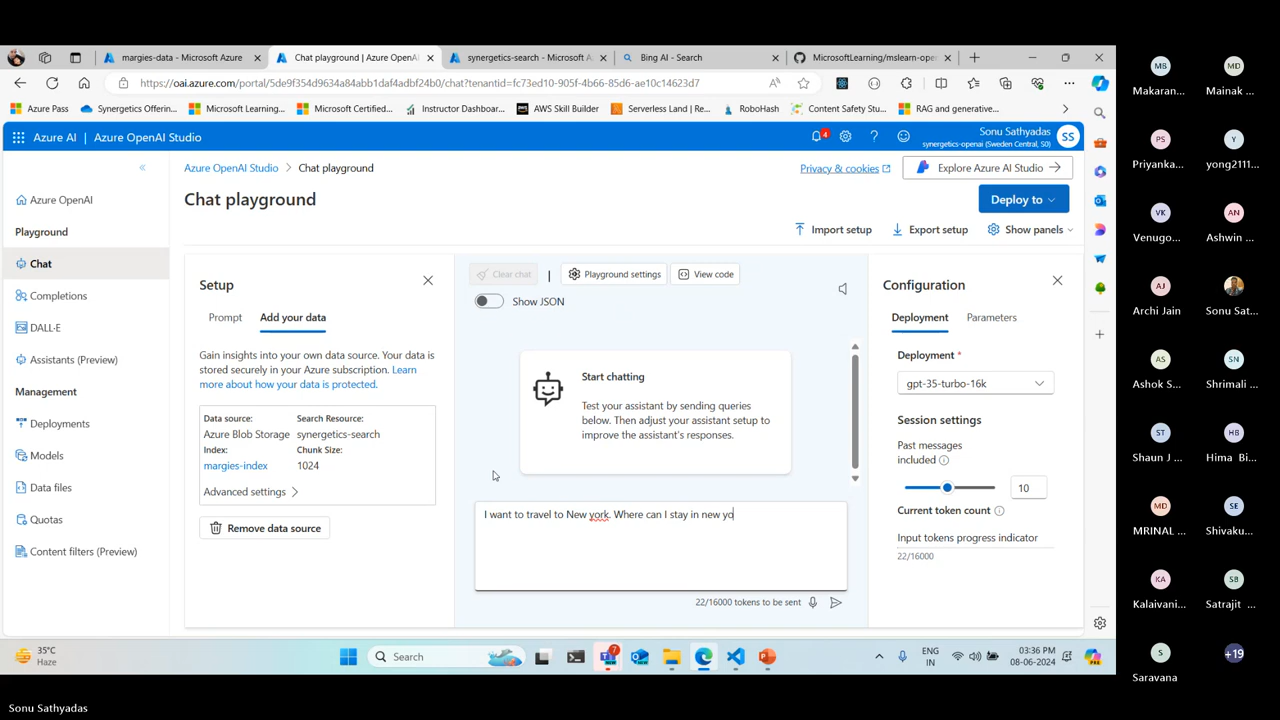 margies-data - Microsoft Azure
Chat playground | Azure OpenAI
synergetics-search - Microsoft A
Bing AI - Search
MicrosoftLearning/mslearn-ope
https://oai.azure.com/portal/5de9f354d9634a84abb1daf4adbf24b0/chat?tenantid=fc73ed10-905f-4b66-85d6-ae10c14623d7
Azure Pass
Synergetics Offerin...
Microsoft Learning...
Microsoft Certified...
Instructor Dashboar...
AWS Skill Builder
Serverless Land | Re...
RoboHash
Content Safety Stu...
RAG and generative...
Azure AI | Azure OpenAI Studio
4
Sonu Sathyadas
synergetics-openai (Sweden Central, S0)
SS
Azure OpenAI Studio > Chat playground
Privacy & cookies
Explore Azure AI Studio
Chat playground
Deploy to
Import setup
Export setup
Show panels
Azure OpenAI
Playground
Chat
Completions
DALL·E
Assistants (Preview)
Management
Deployments
Models
Data files
Quotas
Content filters (Preview)
Setup
Prompt
Add your data
Gain insights into your own data source. Your data is
stored securely in your Azure subscription. Learn
more about how your data is protected.
Data source:
Search Resource:
Azure Blob Storage
synergetics-search
Index:
Chunk Size:
margies-index
1024
Advanced settings
Remove data source
Clear chat
Playground settings
View code
Show JSON
Start chatting
Test your assistant by sending queries
below. Then adjust your assistant setup to
improve the assistant's responses.
I want to travel to New york. Where can I stay in new yo
22/16000 tokens to be sent
Configuration
Deployment
Parameters
Deployment *
gpt-35-turbo-16k
Session settings
Past messages
included
10
Current token count
Input tokens progress indicator
22/16000
35°C
Haze
Search
7
ENG
IN
03:36 PM
08-06-2024
MB
Makaran...
MD
Mainak ...
PS
Priyanka...
Y
yong2111...
VK
Venugo...
AN
Ashwin ...
AJ
Archi Jain
Sonu Sat...
AS
Ashok S...
SN
Shrimali ...
ST
Shaun J ...
HB
Hima Bi...
MD
MRINAL ...
SE
Shivaku...
KA
Kalaivani...
SB
Satrajit ...
S
Saravana
+19
Sonu Sathyadas